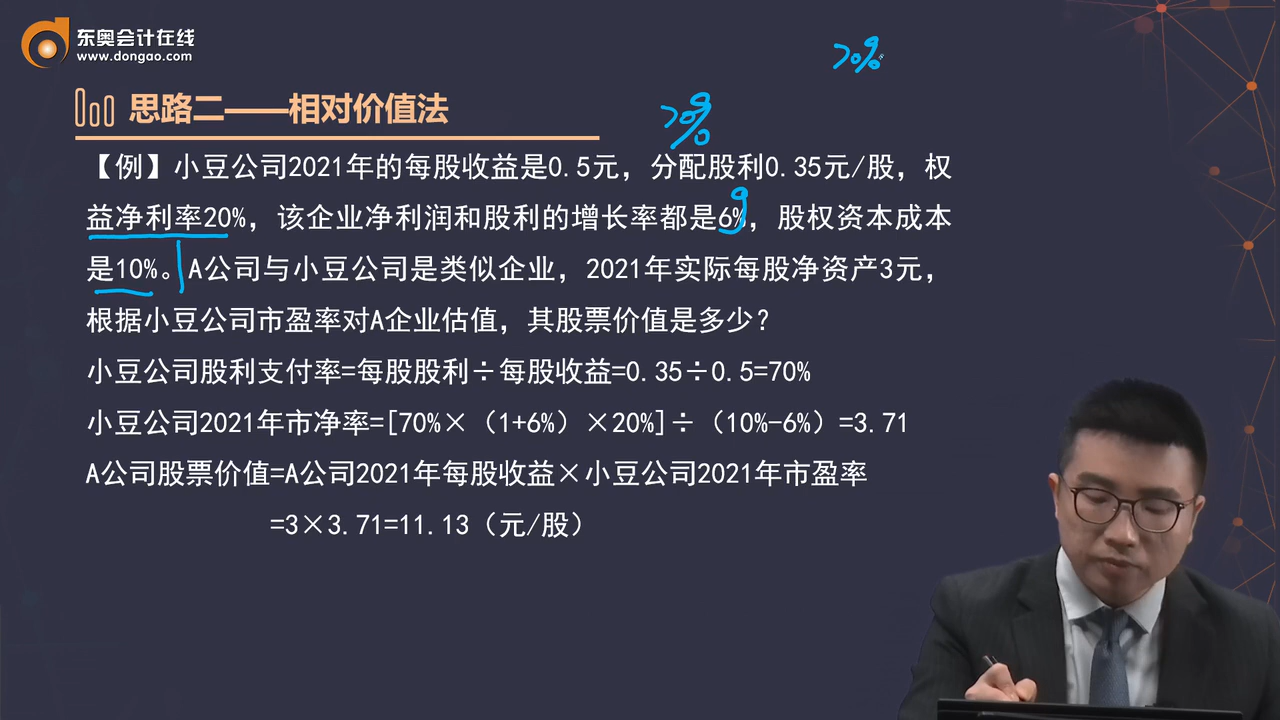 东奥会计在线
www.dongao.com
70%
思路二——相对价值法
70%
【例】小豆公司2021年的每股收益是0.5元，分配股利0.35元/股，权
益净利率20%，该企业净利润和股利的增长率都是6%，股权资本成本
是10%。A公司与小豆公司是类似企业，2021年实际每股净资产3元，
根据小豆公司市盈率对A企业估值，其股票价值是多少？
小豆公司股利支付率=每股股利÷每股收益=0.35÷0.5=70%
小豆公司2021年市净率=[70%×（1+6%）×20%]÷（10%-6%）=3.71
A公司股票价值=A公司2021年每股收益×小豆公司2021年市盈率
=3×3.71=11.13（元/股）